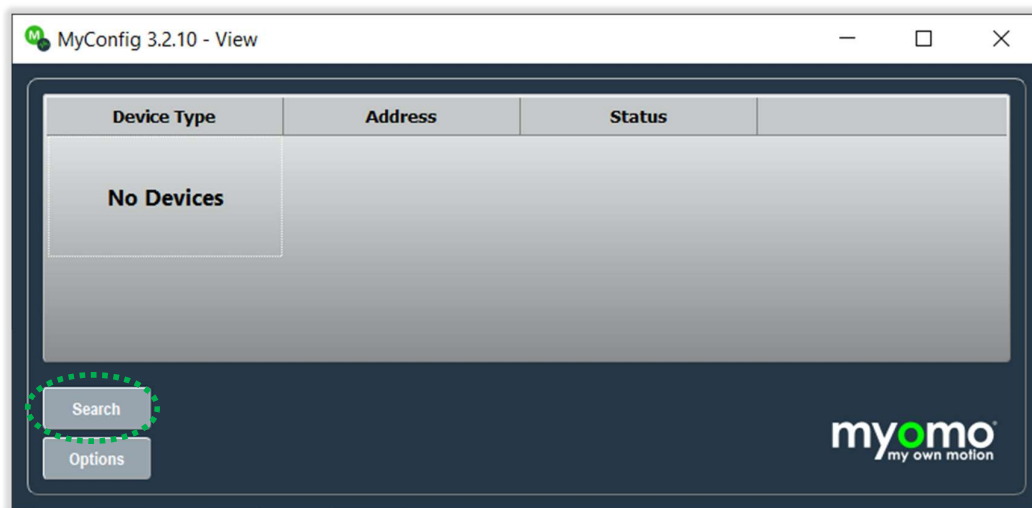 MyConfig 3.2.10 - View
Device Type Address Status
No Devices
Search
Options
myomo
my own motion